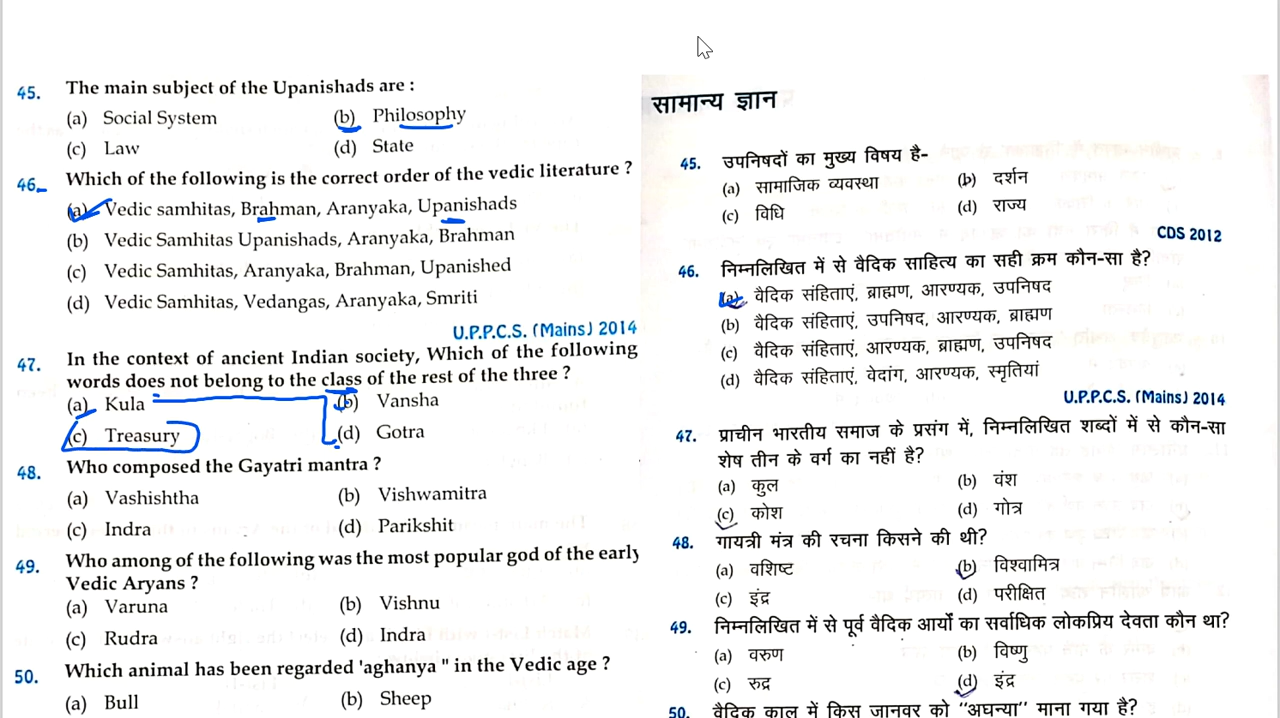 45. The main subject of the Upanishads are :
(a) Social System (b) Philosophy
(c) Law (d) State
46. Which of the following is the correct order of the vedic literature ?
(a) Vedic samhitas, Brahman, Aranyaka, Upanishads
(b) Vedic Samhitas Upanishads, Aranyaka, Brahman
(c) Vedic Samhitas, Aranyaka, Brahman, Upanished
(d) Vedic Samhitas, Vedangas, Aranyaka, Smriti
U.P.P.C.S. (Mains) 2014
47. In the context of ancient Indian society, Which of the following
words does not belong to the class of the rest of the three ?
(a) Kula (b) Vansha
(c) Treasury (d) Gotra
48. Who composed the Gayatri mantra ?
(a) Vashishtha (b) Vishwamitra
(c) Indra (d) Parikshit
49. Who among of the following was the most popular god of the early
Vedic Aryans ?
(a) Varuna (b) Vishnu
(c) Rudra (d) Indra
50. Which animal has been regarded 'aghanya " in the Vedic age ?
(a) Bull (b) Sheep
सामान्य ज्ञान
45. उपनिषदों का मुख्य विषय है-
(a) सामाजिक व्यवस्था (b) दर्शन
(c) विधि (d) राज्य
CDS 2012
46. निम्नलिखित में से वैदिक साहित्य का सही क्रम कौन-सा है?
(a) वैदिक संहिताएं, ब्राह्मण, आरण्यक, उपनिषद
(b) वैदिक संहिताएं, उपनिषद, आरण्यक, ब्राह्मण
(c) वैदिक संहिताएं, आरण्यक, ब्राह्मण, उपनिषद
(d) वैदिक संहिताएं, वेदांग, आरण्यक, स्मृतियां
U.P.P.C.S. (Mains) 2014
47. प्राचीन भारतीय समाज के प्रसंग में, निम्नलिखित शब्दों में से कौन-सा
शेष तीन के वर्ग का नहीं है?
(a) कुल (b) वंश
(c) कोश (d) गोत्र
48. गायत्री मंत्र की रचना किसने की थी?
(a) वशिष्ट (b) विश्वामित्र
(c) इंद्र (d) परीक्षित
49. निम्नलिखित में से पूर्व वैदिक आर्यों का सर्वाधिक लोकप्रिय देवता कौन था?
(a) वरुण (b) विष्णु
(c) रुद्र (d) इंद्र
50. वैदिक काल में किस जानवर को "अघन्या" माना गया है?